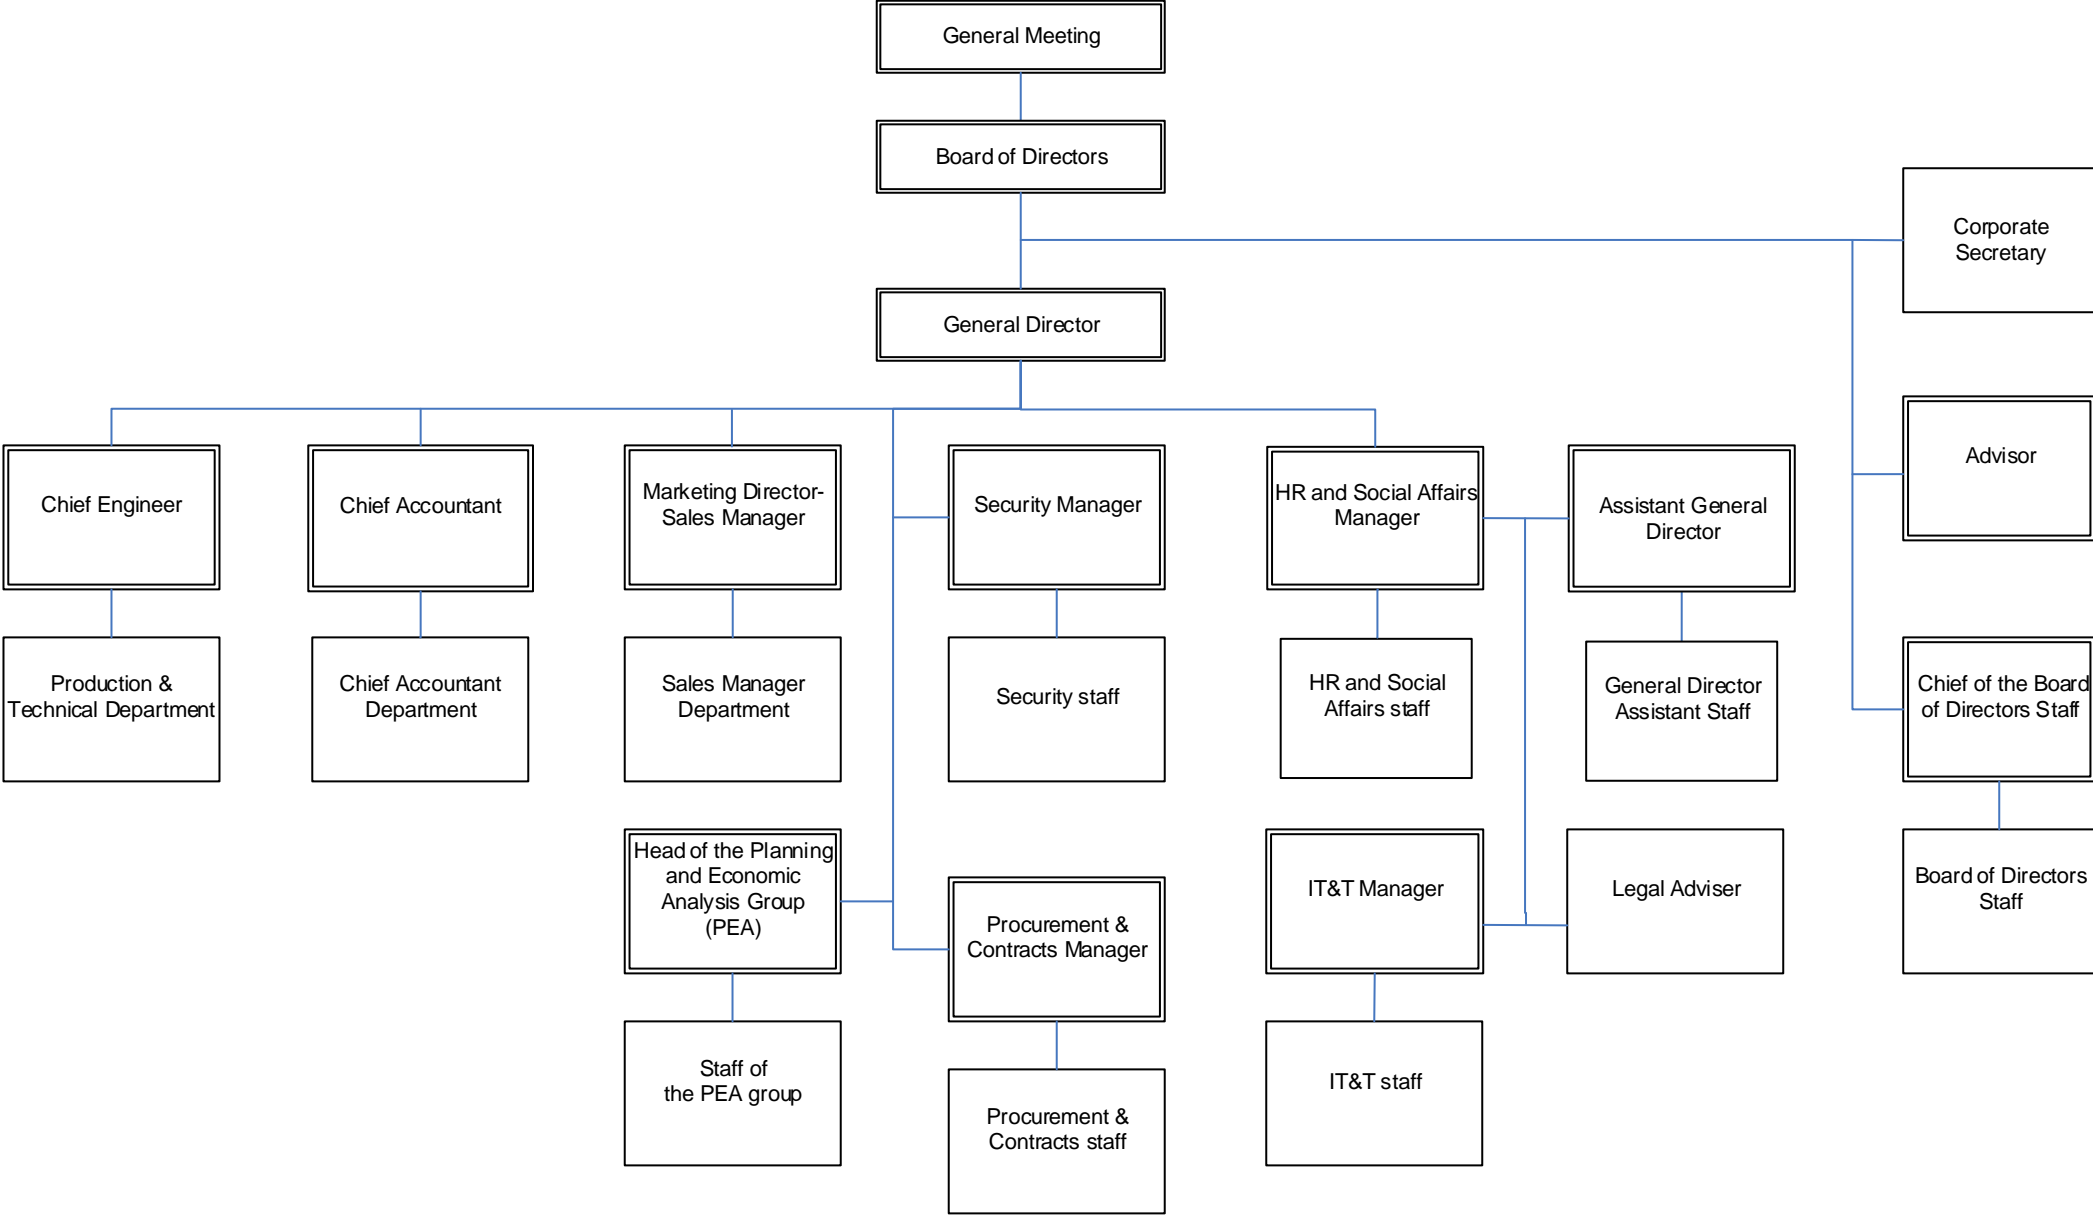 General Meeting
Board of Directors
Corporate
Secretary
General Director
Advisor
Chief Engineer
Chief Accountant
Marketing Director-
Sales Manager
Security Manager
HR and Social Affairs
Manager
Assistant General
Director
Production &
Technical Department
Chief Accountant
Department
Sales Manager
Department
Security staff
HR and Social
Affairs staff
General Director
Assistant Staff
Chief of the Board
of Directors Staff
Head of the Planning
and Economic
Analysis Group
(PEA)
Procurement &
Contracts Manager
IT&T Manager
Legal Adviser
Board of Directors
Staff
Staff of
the PEA group
Procurement &
Contracts staff
IT&T staff